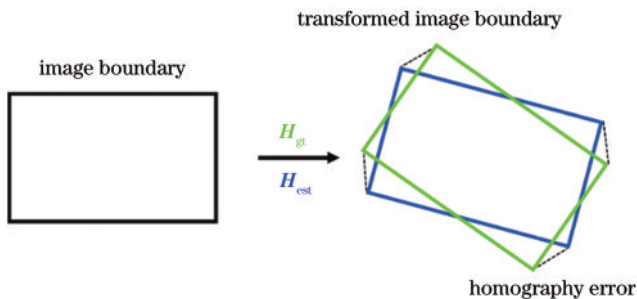 transformed image boundary
image boundary
H_gt
H_est
homography error